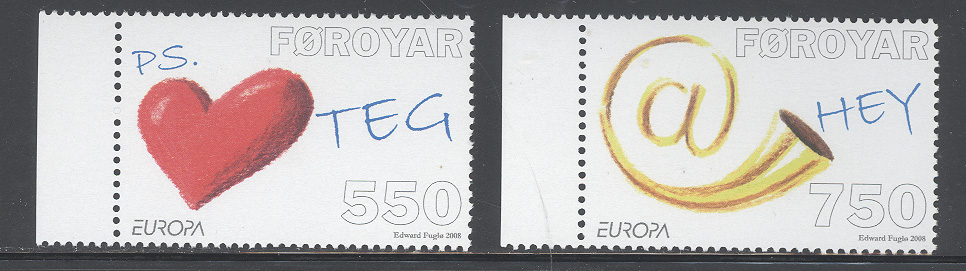 FØROYAR
PS.
TEG
550
EUROPA
Edward Fuglø 2008
FØROYAR
@
HEY
750
EUROPA
Edward Fuglø 2008